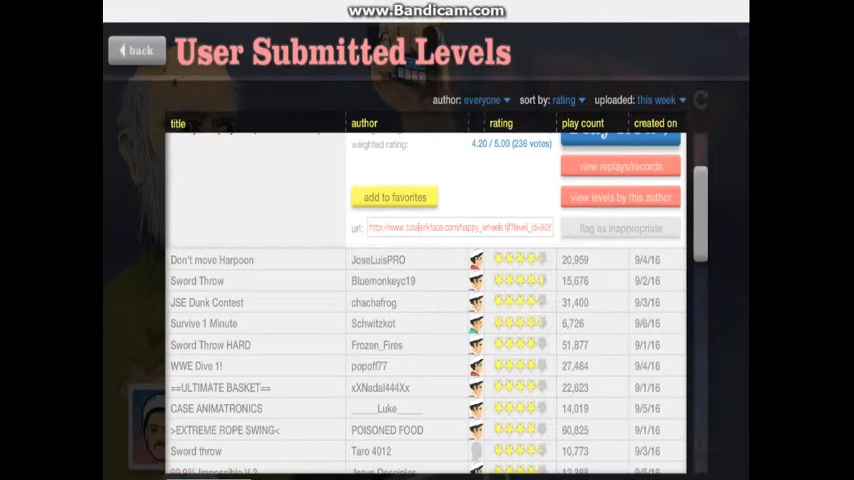 www.Bandicam.com
back
User Submitted Levels
author: everyone sort by: rating uploaded: this week
title author rating play count created on
weighted rating: 4.20 / 5.00 (236 votes)
view replays/records
add to favorites view levels by this author
url: flag as inappropriate
Don't move Harpoon JoseLuisPRO 20,959 9/4/16
Sword Throw Bluemonkeyc19 15,676 9/2/16
JSE Dunk Contest chachafrog 31,400 9/3/16
Survive 1 Minute Schwitzkot 6,726 9/6/16
Sword Throw HARD Frozen_Fires 51,877 9/1/16
WWE Dive 1! popoff77 27,484 9/4/16
==ULTIMATE BASKET== xXNadal444Xx 22,623 9/1/16
CASE ANIMATRONICS _____Luke_____ 14,019 9/5/16
>EXTREME ROPE SWING< POISONED FOOD 60,825 9/1/16
Sword throw Taro 4012 10,773 9/3/16